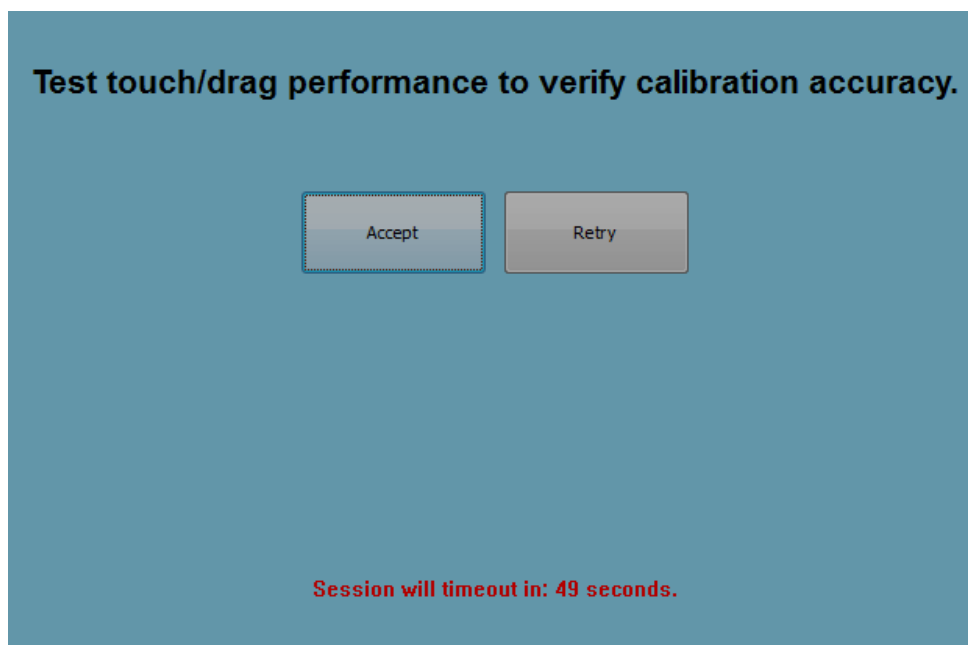 Test touch/drag performance to verify calibration accuracy.
Accept
Retry
Session will timeout in: 49 seconds.